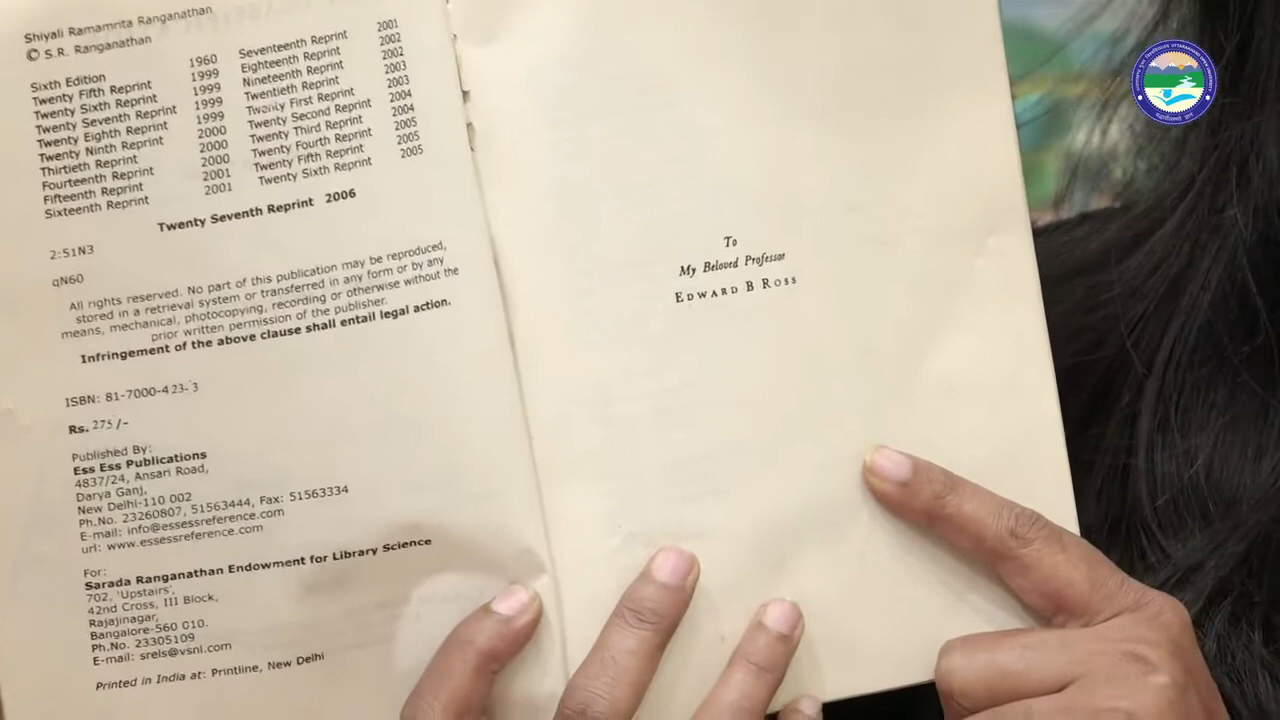 Shiyali Ramamrita Ranganathan
© S.R. Ranganathan
Sixth Edition 1960
Twenty Fifth Reprint 1999
Twenty Sixth Reprint 1999
Twenty Seventh Reprint 1999
Twenty Eighth Reprint 1999
Twenty Ninth Reprint 2000
Thirtieth Reprint 2000
Fourteenth Reprint 2000
Fifteenth Reprint 2001
Sixteenth Reprint 2001
Seventeenth Reprint 2001
Eighteenth Reprint 2002
Nineteenth Reprint 2002
Twentieth Reprint 2003
Twenty First Reprint 2003
Twenty Second Reprint 2004
Twenty Third Reprint 2004
Twenty Fourth Reprint 2005
Twenty Fifth Reprint 2005
Twenty Sixth Reprint 2005
Twenty Seventh Reprint 2006
2:51N3
qN60
All rights reserved. No part of this publication may be reproduced,
stored in a retrieval system or transferred in any form or by any
means, mechanical, photocopying, recording or otherwise without the
prior written permission of the publisher.
Infringement of the above clause shall entail legal action.
ISBN: 81-7000-423-3
Rs. 275/-
Published By:
Ess Ess Publications
4837/24, Ansari Road,
Darya Ganj,
New Delhi-110 002
Ph.No. 23260807, 51563444, Fax: 51563334
E-mail: info@essessreference.com
url: www.essessreference.com
For:
Sarada Ranganathan Endowment for Library Science
702, 'Upstairs',
42nd Cross, III Block,
Rajajinagar,
Bangalore-560 010.
Ph.No. 23305109
E-mail: srels@vsnl.com
Printed in India at: Printline, New Delhi
To
My Beloved Professor
EDWARD B ROSS